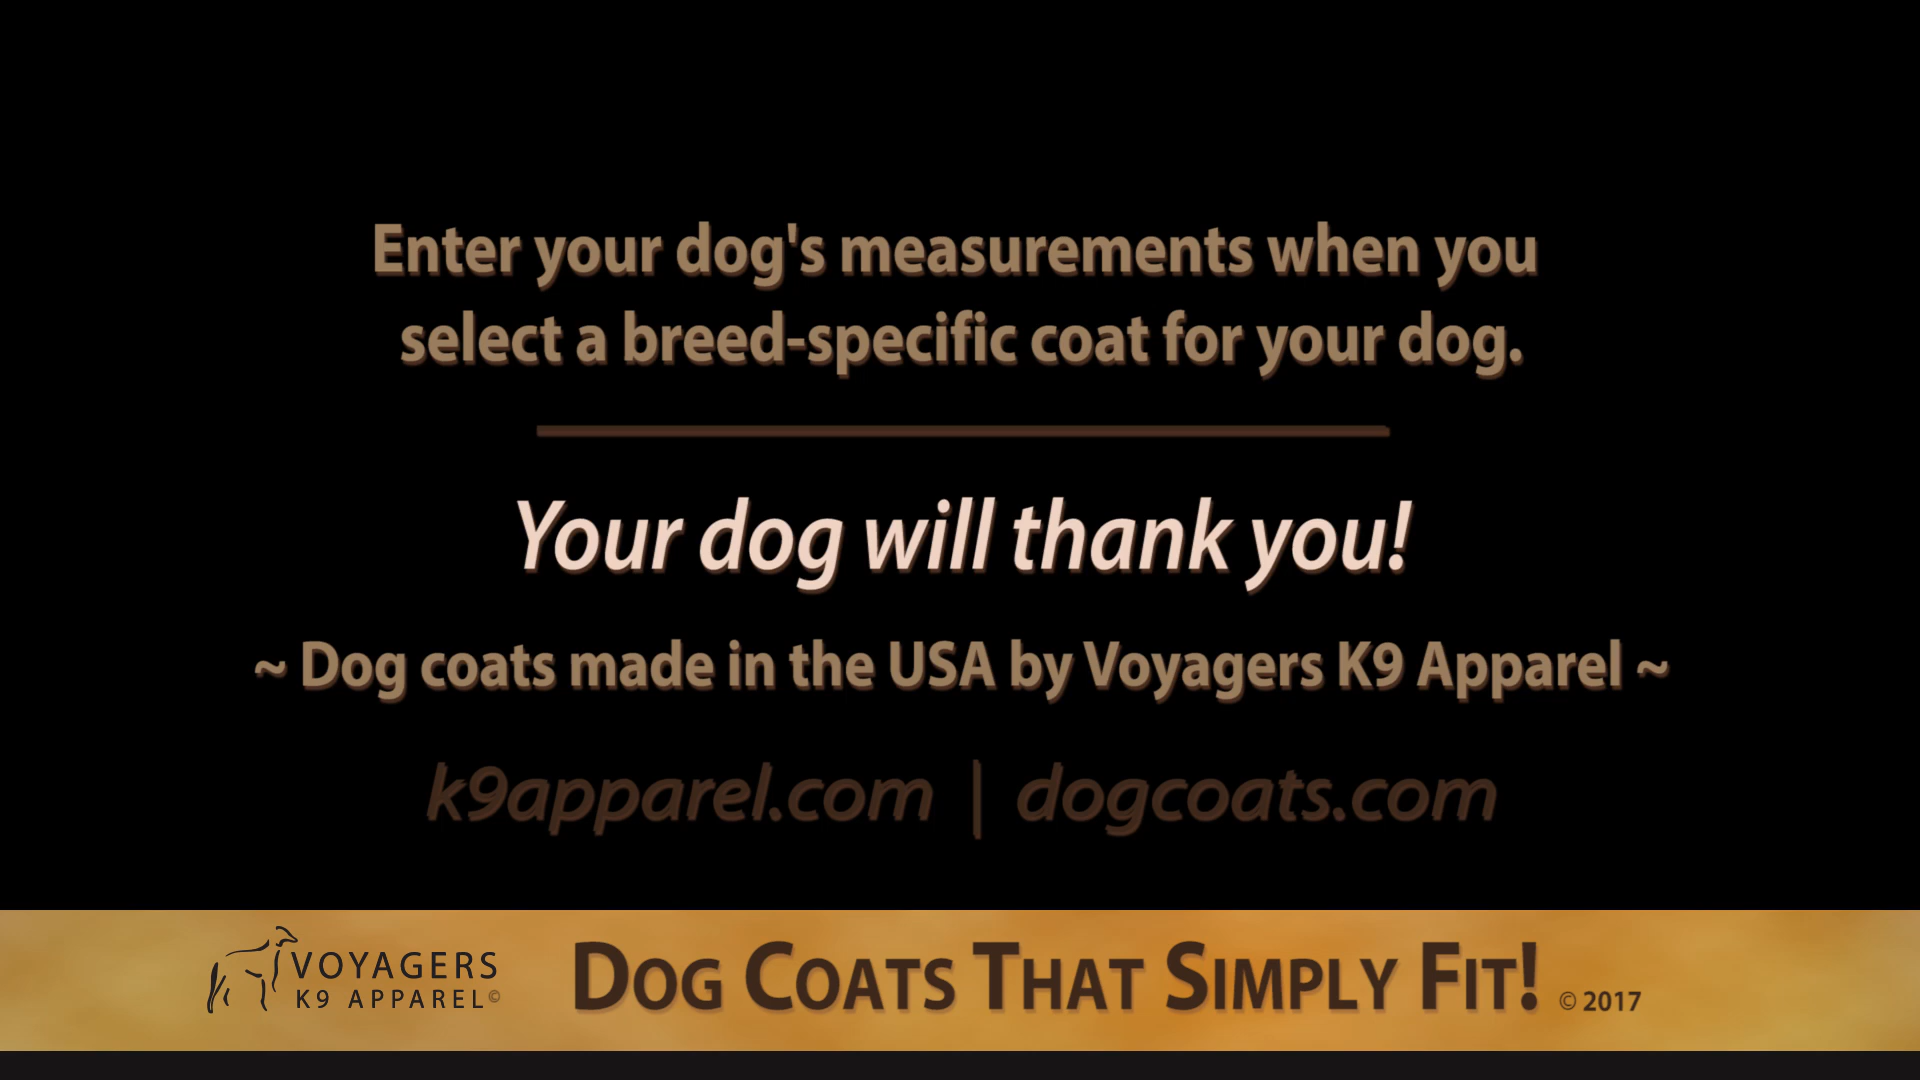 Enter your dog's measurements when you
select a breed-specific coat for your dog.
Your dog will thank you!
~ Dog coats made in the USA by Voyagers K9 Apparel ~
k9apparel.com | dogcoats.com
VOYAGERS
K9 APPAREL©
DOG COATS THAT SIMPLY FIT! © 2017